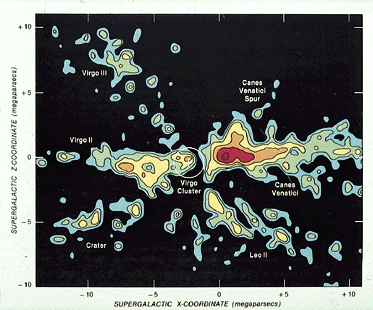 SUPERGALACTIC Z-COORDINATE (megaparsecs)
+10
+5
0
-5
-10
Virgo III
Canes
Venatici
Spur
Virgo II
Virgo
Cluster
Canes
Venatici
Crater
Leo II
-10
-5
0
+5
+10
SUPERGALACTIC X-COORDINATE (megaparsecs)